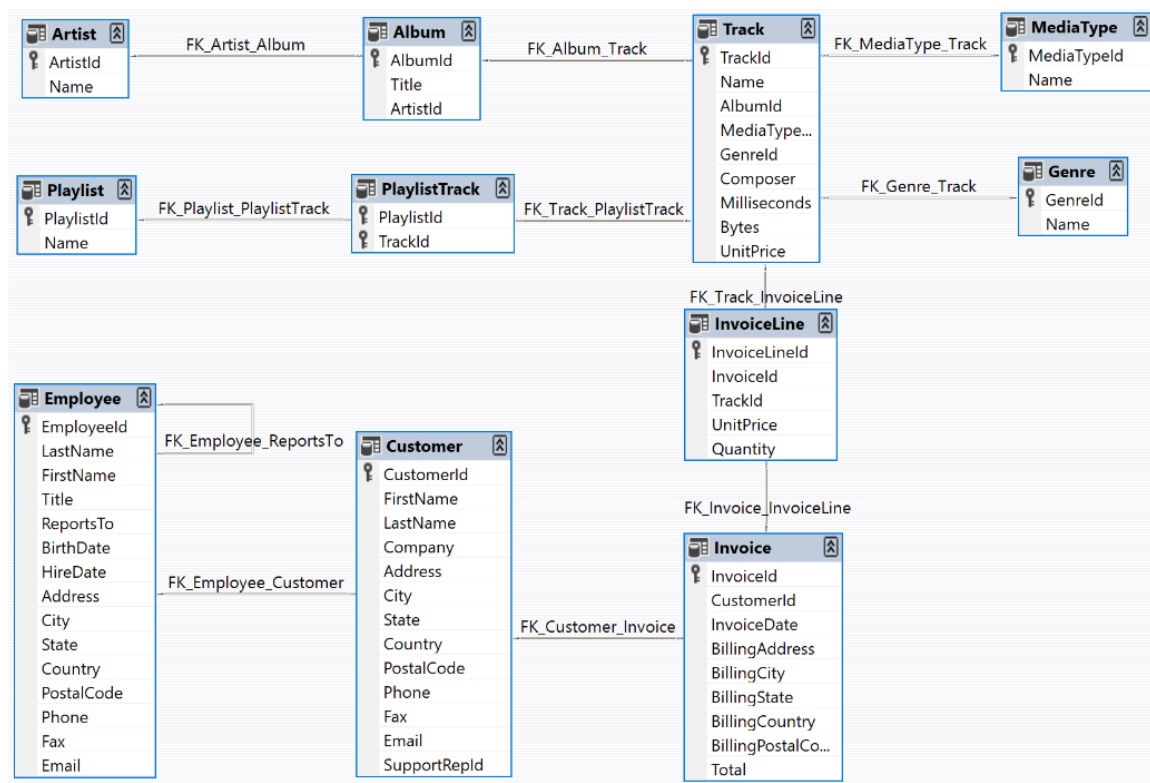 Artist
ArtistId
Name
FK_Artist_Album
Album
AlbumId
Title
ArtistId
FK_Album_Track
Track
TrackId
Name
AlbumId
MediaType...
GenreId
Composer
Milliseconds
Bytes
UnitPrice
FK_MediaType_Track
MediaType
MediaTypeId
Name
Playlist
PlaylistId
Name
FK_Playlist_PlaylistTrack
PlaylistTrack
PlaylistId
TrackId
FK_Track_PlaylistTrack
FK_Genre_Track
Genre
GenreId
Name
FK_Track_InvoiceLine
InvoiceLine
InvoiceLineId
InvoiceId
TrackId
UnitPrice
Quantity
Employee
EmployeeId
LastName
FirstName
Title
ReportsTo
BirthDate
HireDate
Address
City
State
Country
PostalCode
Phone
Fax
Email
FK_Employee_ReportsTo
FK_Employee_Customer
Customer
CustomerId
FirstName
LastName
Company
Address
City
State
Country
PostalCode
Phone
Fax
Email
SupportRepId
FK_Customer_Invoice
FK_Invoice_InvoiceLine
Invoice
InvoiceId
CustomerId
InvoiceDate
BillingAddress
BillingCity
BillingState
BillingCountry
BillingPostalCo...
Total